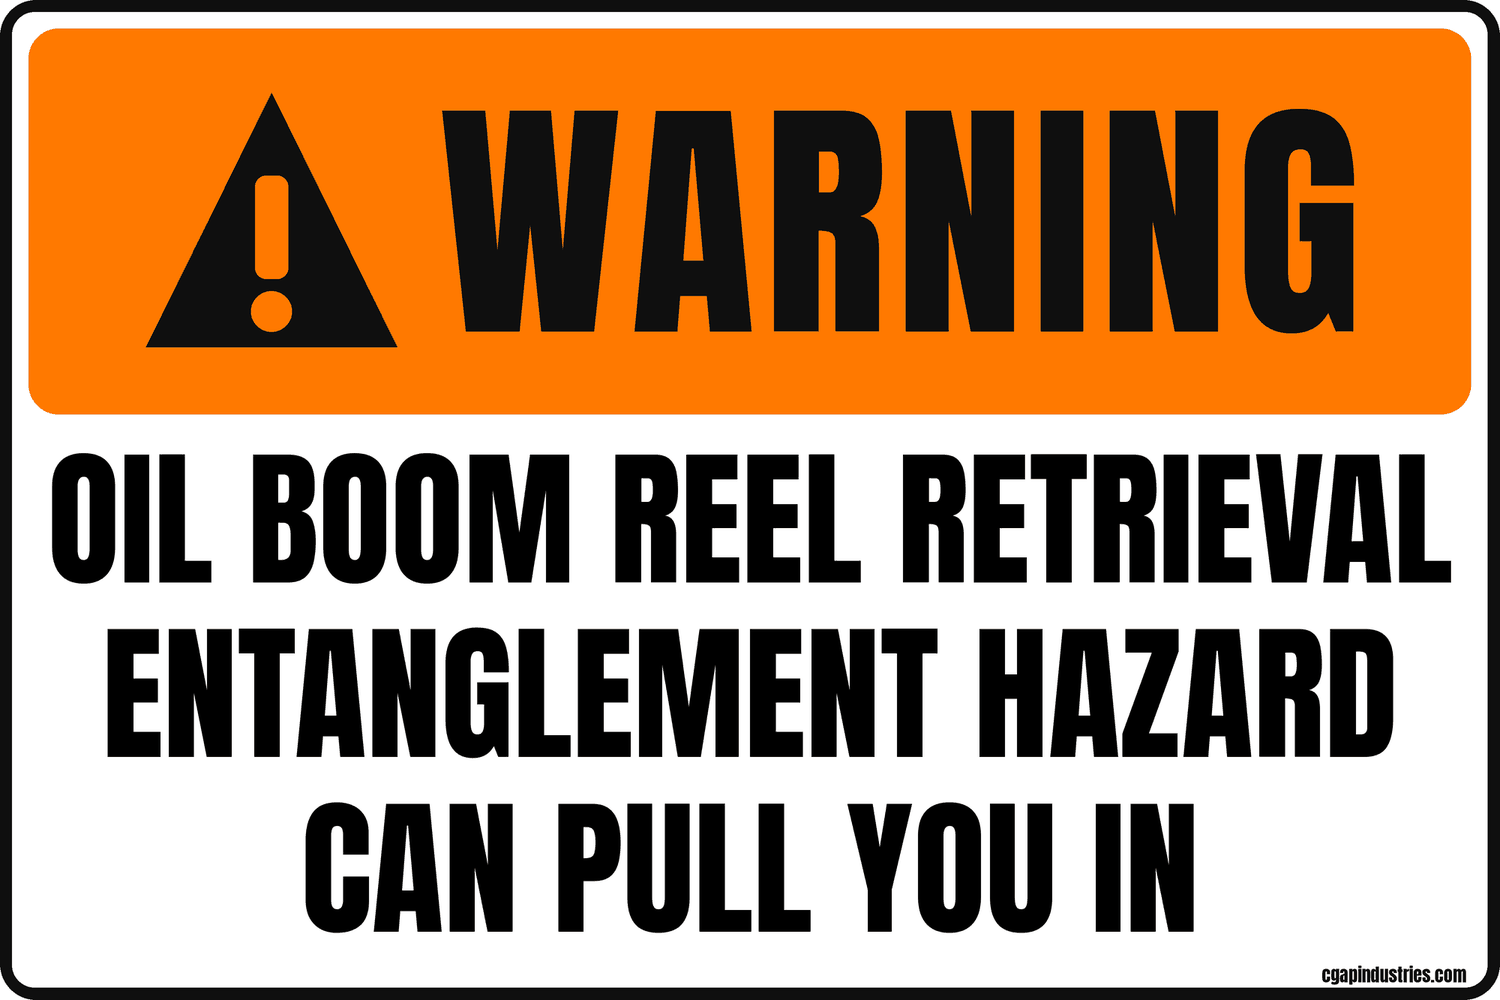 WARNING
OIL BOOM REEL RETRIEVAL
ENTANGLEMENT HAZARD
CAN PULL YOU IN
cgapindustries.com